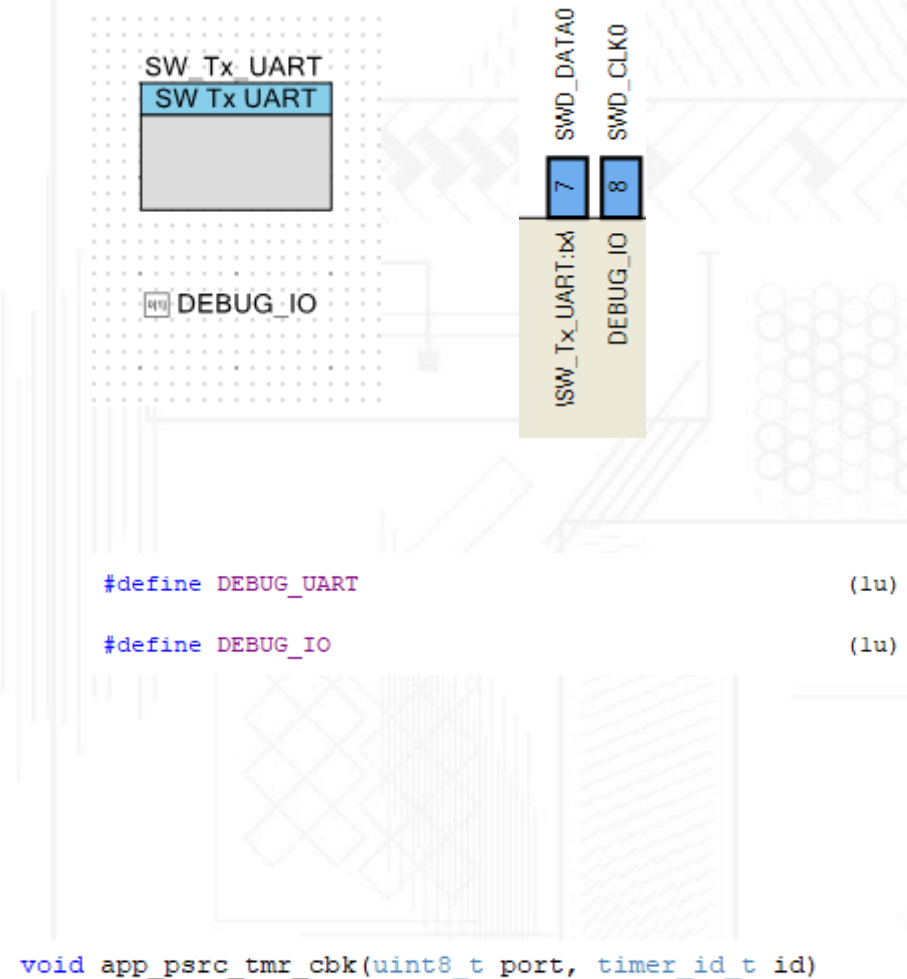 SW_Tx_UART
SW Tx UART
DEBUG_IO
SWD_DATA0
SWD_CLK0
7
8
\SW_Tx_UART:tx\
DEBUG_IO
#define DEBUG_UART (1u)
#define DEBUG_IO (1u)
void app_psrc_tmr_cbk(uint8_t port, timer_id_t id)